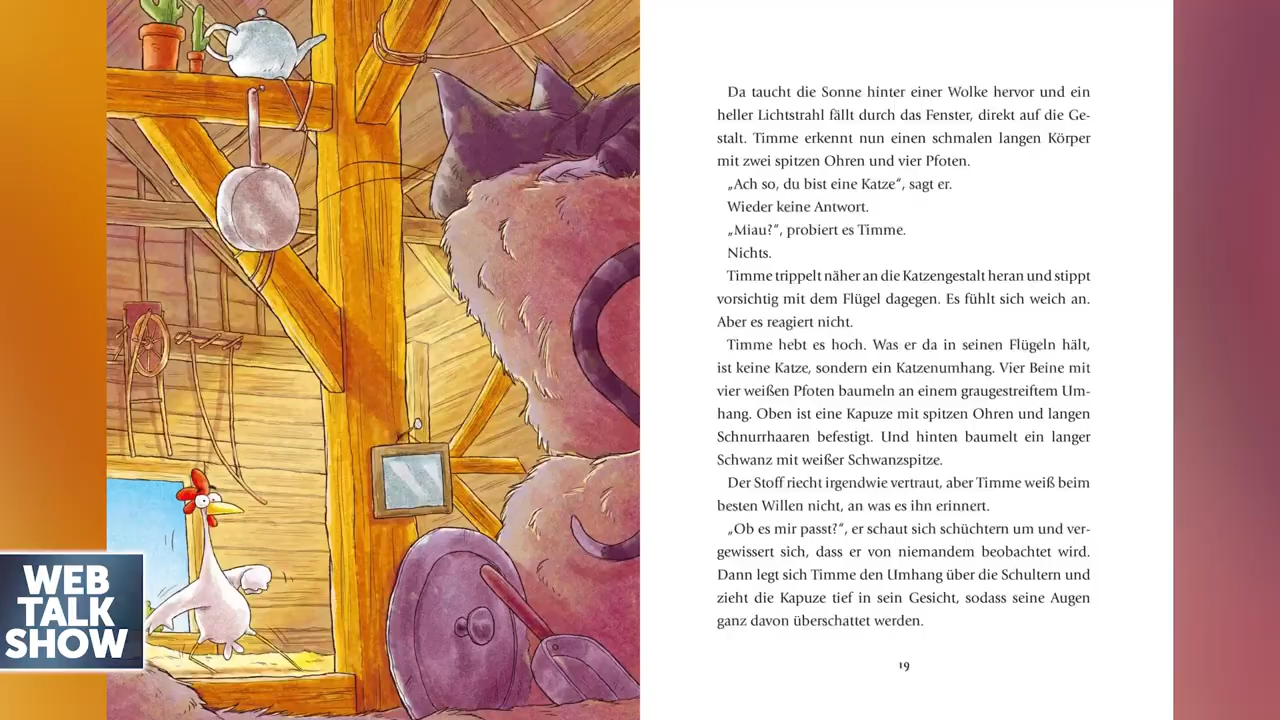 WEB
TALK
SHOW
Da taucht die Sonne hinter einer Wolke hervor und ein
heller Lichtstrahl fällt durch das Fenster, direkt auf die Ge-
stalt. Timme erkennt nun einen schmalen langen Körper
mit zwei spitzen Ohren und vier Pfoten.
„Ach so, du bist eine Katze“, sagt er.
Wieder keine Antwort.
„Miau?“, probiert es Timme.
Nichts.
Timme trippelt näher an die Katzengestalt heran und stippt
vorsichtig mit dem Flügel dagegen. Es fühlt sich weich an.
Aber es reagiert nicht.
Timme hebt es hoch. Was er da in seinen Flügeln hält,
ist keine Katze, sondern ein Katzenumhang. Vier Beine mit
vier weißen Pfoten baumeln an einem graugestreiftem Um-
hang. Oben ist eine Kapuze mit spitzen Ohren und langen
Schnurrhaaren befestigt. Und hinten baumelt ein langer
Schwanz mit weißer Schwanzspitze.
Der Stoff riecht irgendwie vertraut, aber Timme weiß beim
besten Willen nicht, an was es ihn erinnert.
„Ob es mir passt?“, er schaut sich schüchtern um und ver-
gewissert sich, dass er von niemandem beobachtet wird.
Dann legt sich Timme den Umhang über die Schultern und
zieht die Kapuze tief in sein Gesicht, sodass seine Augen
ganz davon überschattet werden.
19